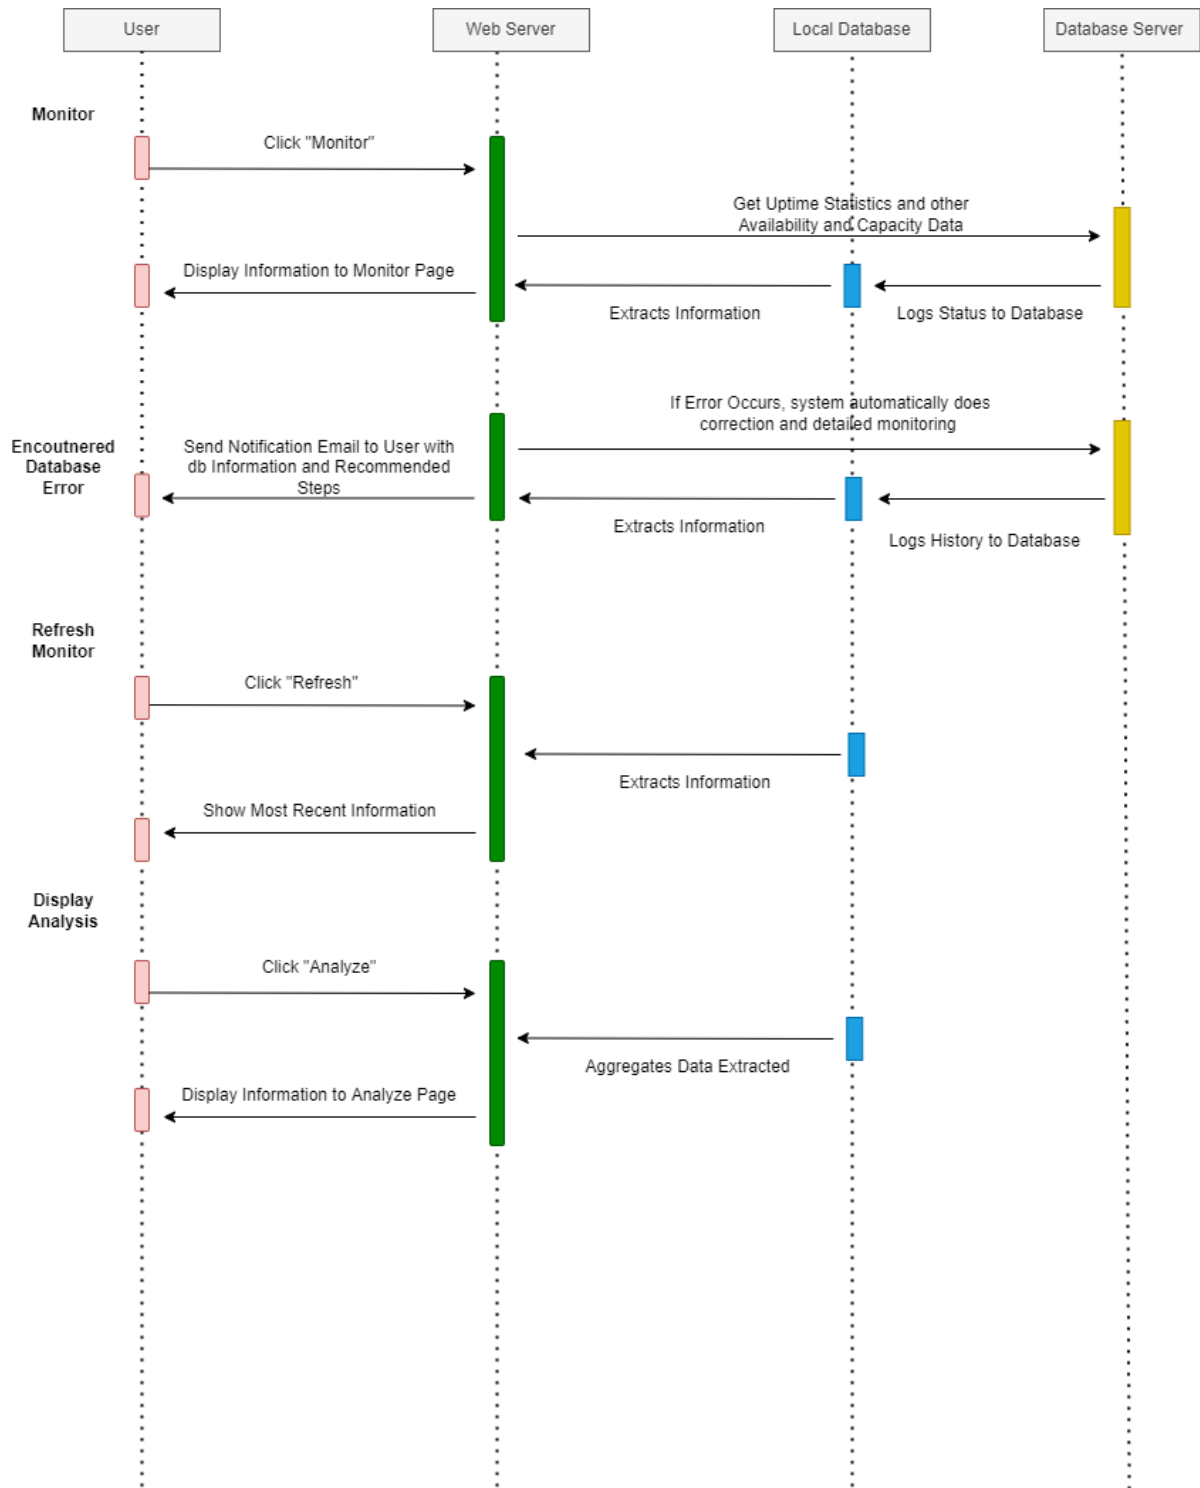 User
Web Server
Local Database
Database Server
Monitor
Click "Monitor"
Get Uptime Statistics and other
Availability and Capacity Data
Display Information to Monitor Page
Extracts Information
Logs Status to Database
If Error Occurs, system automatically does
correction and detailed monitoring
Encoutnered
Database
Error
Send Notification Email to User with
db Information and Recommended
Steps
Extracts Information
Logs History to Database
Refresh
Monitor
Click "Refresh"
Extracts Information
Show Most Recent Information
Display
Analysis
Click "Analyze"
Aggregates Data Extracted
Display Information to Analyze Page